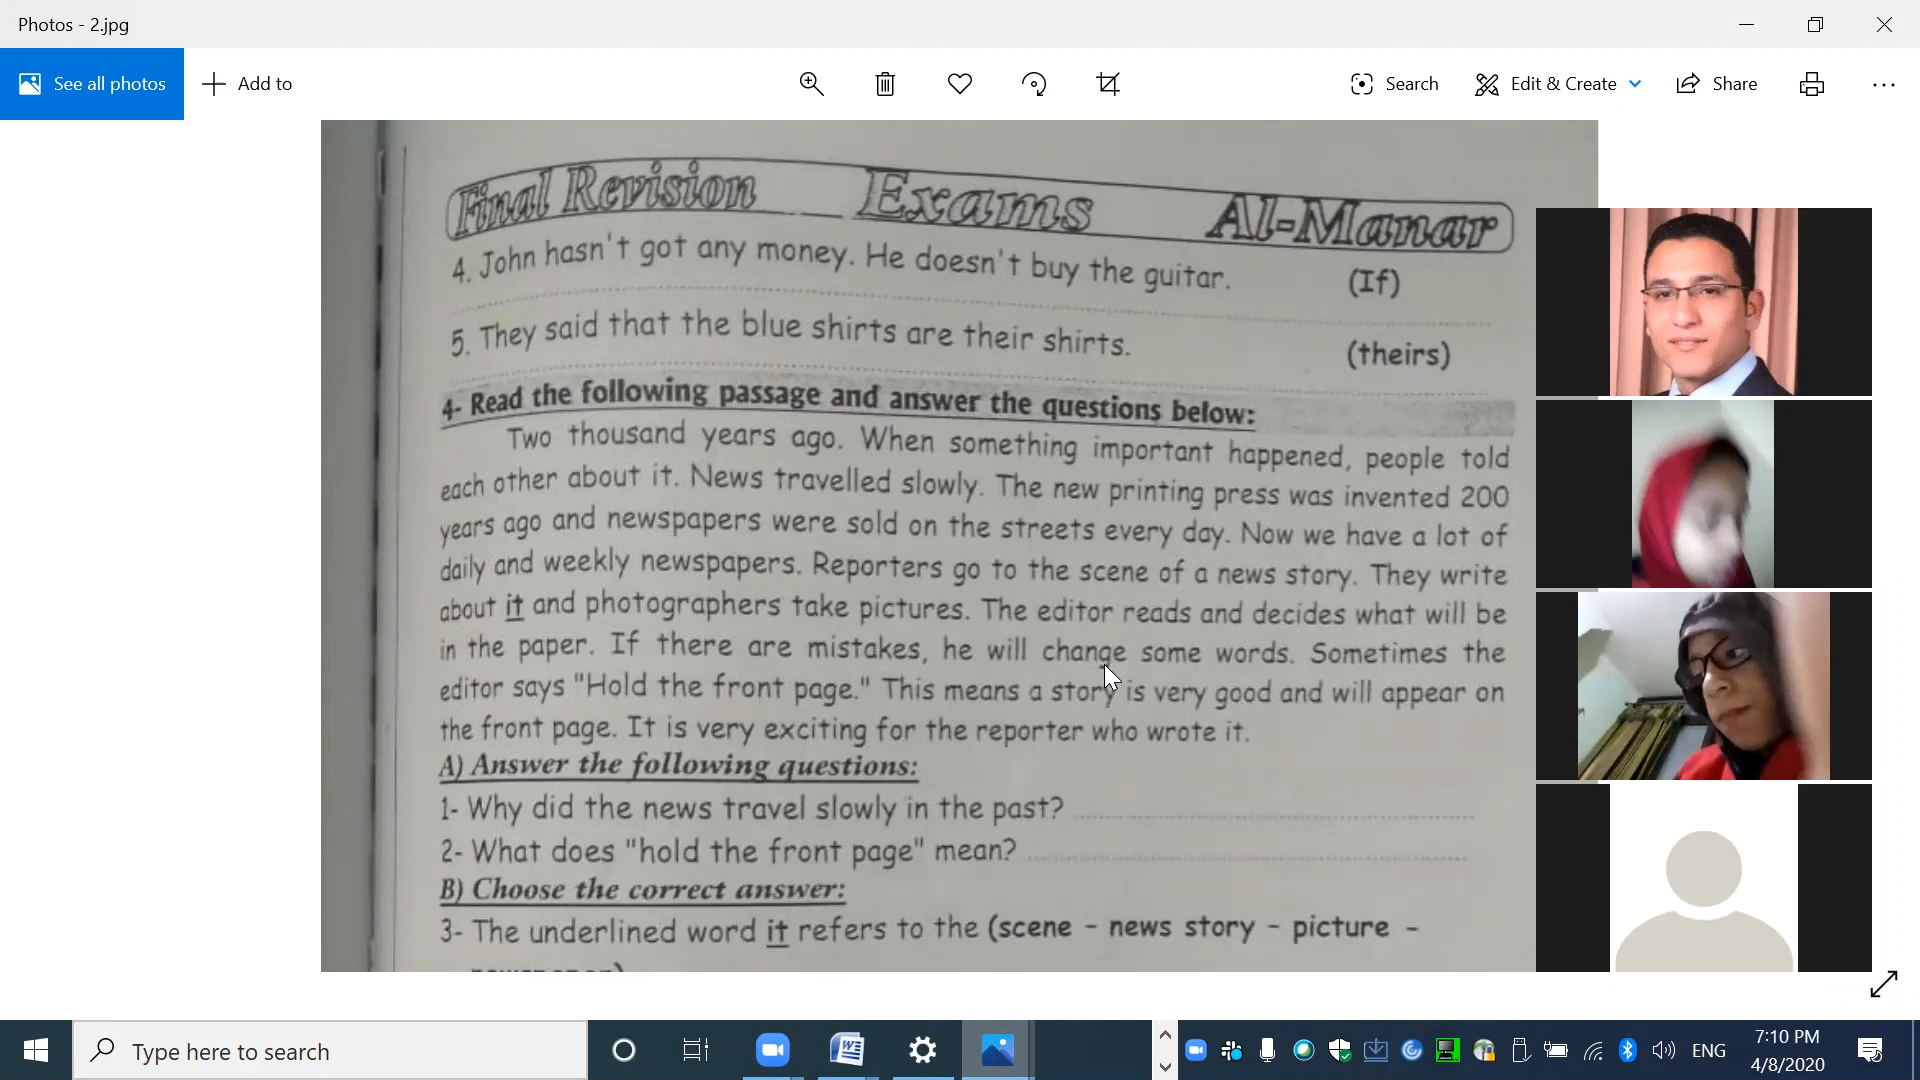 Photos - 2.jpg
See all photos
Add to
Search
Edit & Create
Share
Final Revision Exams Al-Manar
4. John hasn't got any money. He doesn't buy the guitar. (If)
5. They said that the blue shirts are their shirts. (theirs)
4- Read the following passage and answer the questions below:
Two thousand years ago. When something important happened, people told
each other about it. News travelled slowly. The new printing press was invented 200
years ago and newspapers were sold on the streets every day. Now we have a lot of
daily and weekly newspapers. Reporters go to the scene of a news story. They write
about it and photographers take pictures. The editor reads and decides what will be
in the paper. If there are mistakes, he will change some words. Sometimes the
editor says "Hold the front page." This means a story is very good and will appear on
the front page. It is very exciting for the reporter who wrote it.
A) Answer the following questions:
1- Why did the news travel slowly in the past?
2- What does "hold the front page" mean?
B) Choose the correct answer:
3- The underlined word it refers to the (scene - news story - picture -
Type here to search
ENG
7:10 PM
4/8/2020